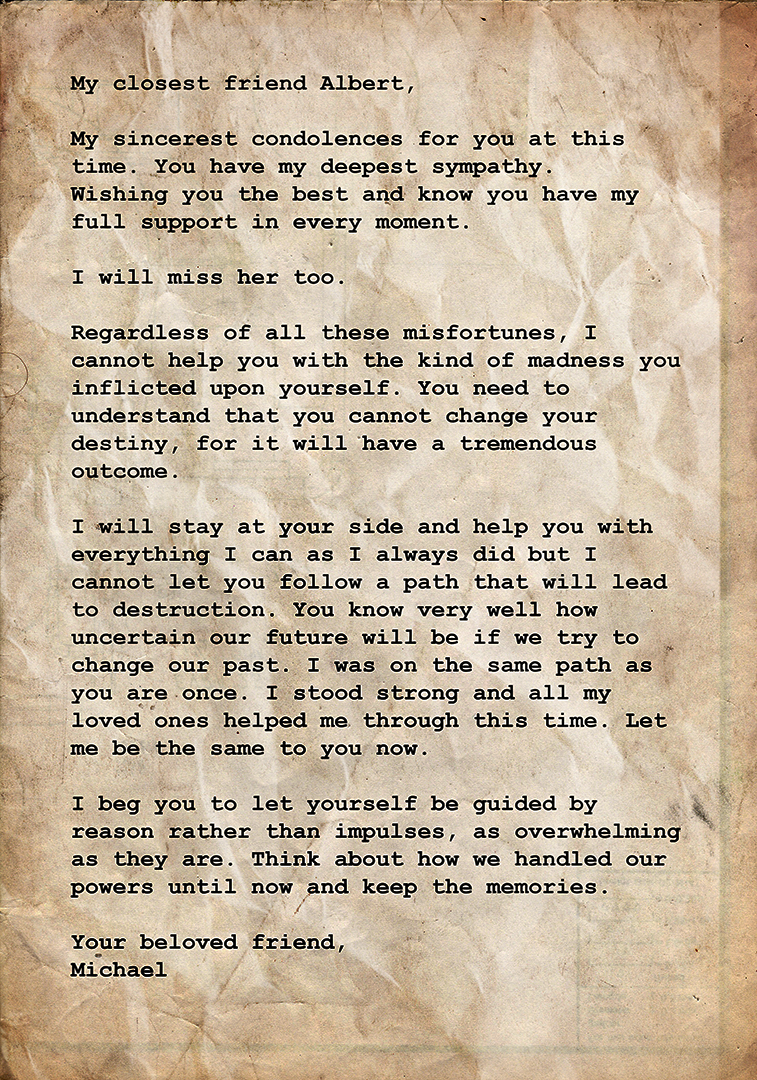 My closest friend Albert,
My sincerest condolences for you at this
time. You have my deepest sympathy.
Wishing you the best and know you have my
full support in every moment.
I will miss her too.
Regardless of all these misfortunes, I
cannot help you with the kind of madness you
inflicted upon yourself. You need to
understand that you cannot change your
destiny, for it will have a tremendous
outcome.
I will stay at your side and help you with
everything I can as I always did but I
cannot let you follow a path that will lead
to destruction. You know very well how
uncertain our future will be if we try to
change our past. I was on the same path as
you are once. I stood strong and all my
loved ones helped me through this time. Let
me be the same to you now.
I beg you to let yourself be guided by
reason rather than impulses, as overwhelming
as they are. Think about how we handled our
powers until now and keep the memories.
Your beloved friend,
Michael